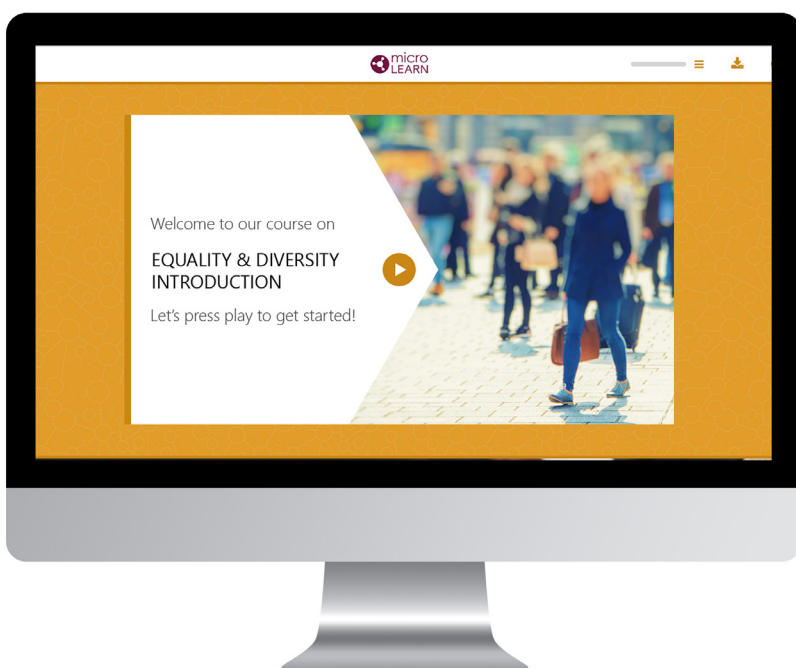 micro
LEARN
Welcome to our course on
EQUALITY & DIVERSITY
INTRODUCTION
Let's press play to get started!